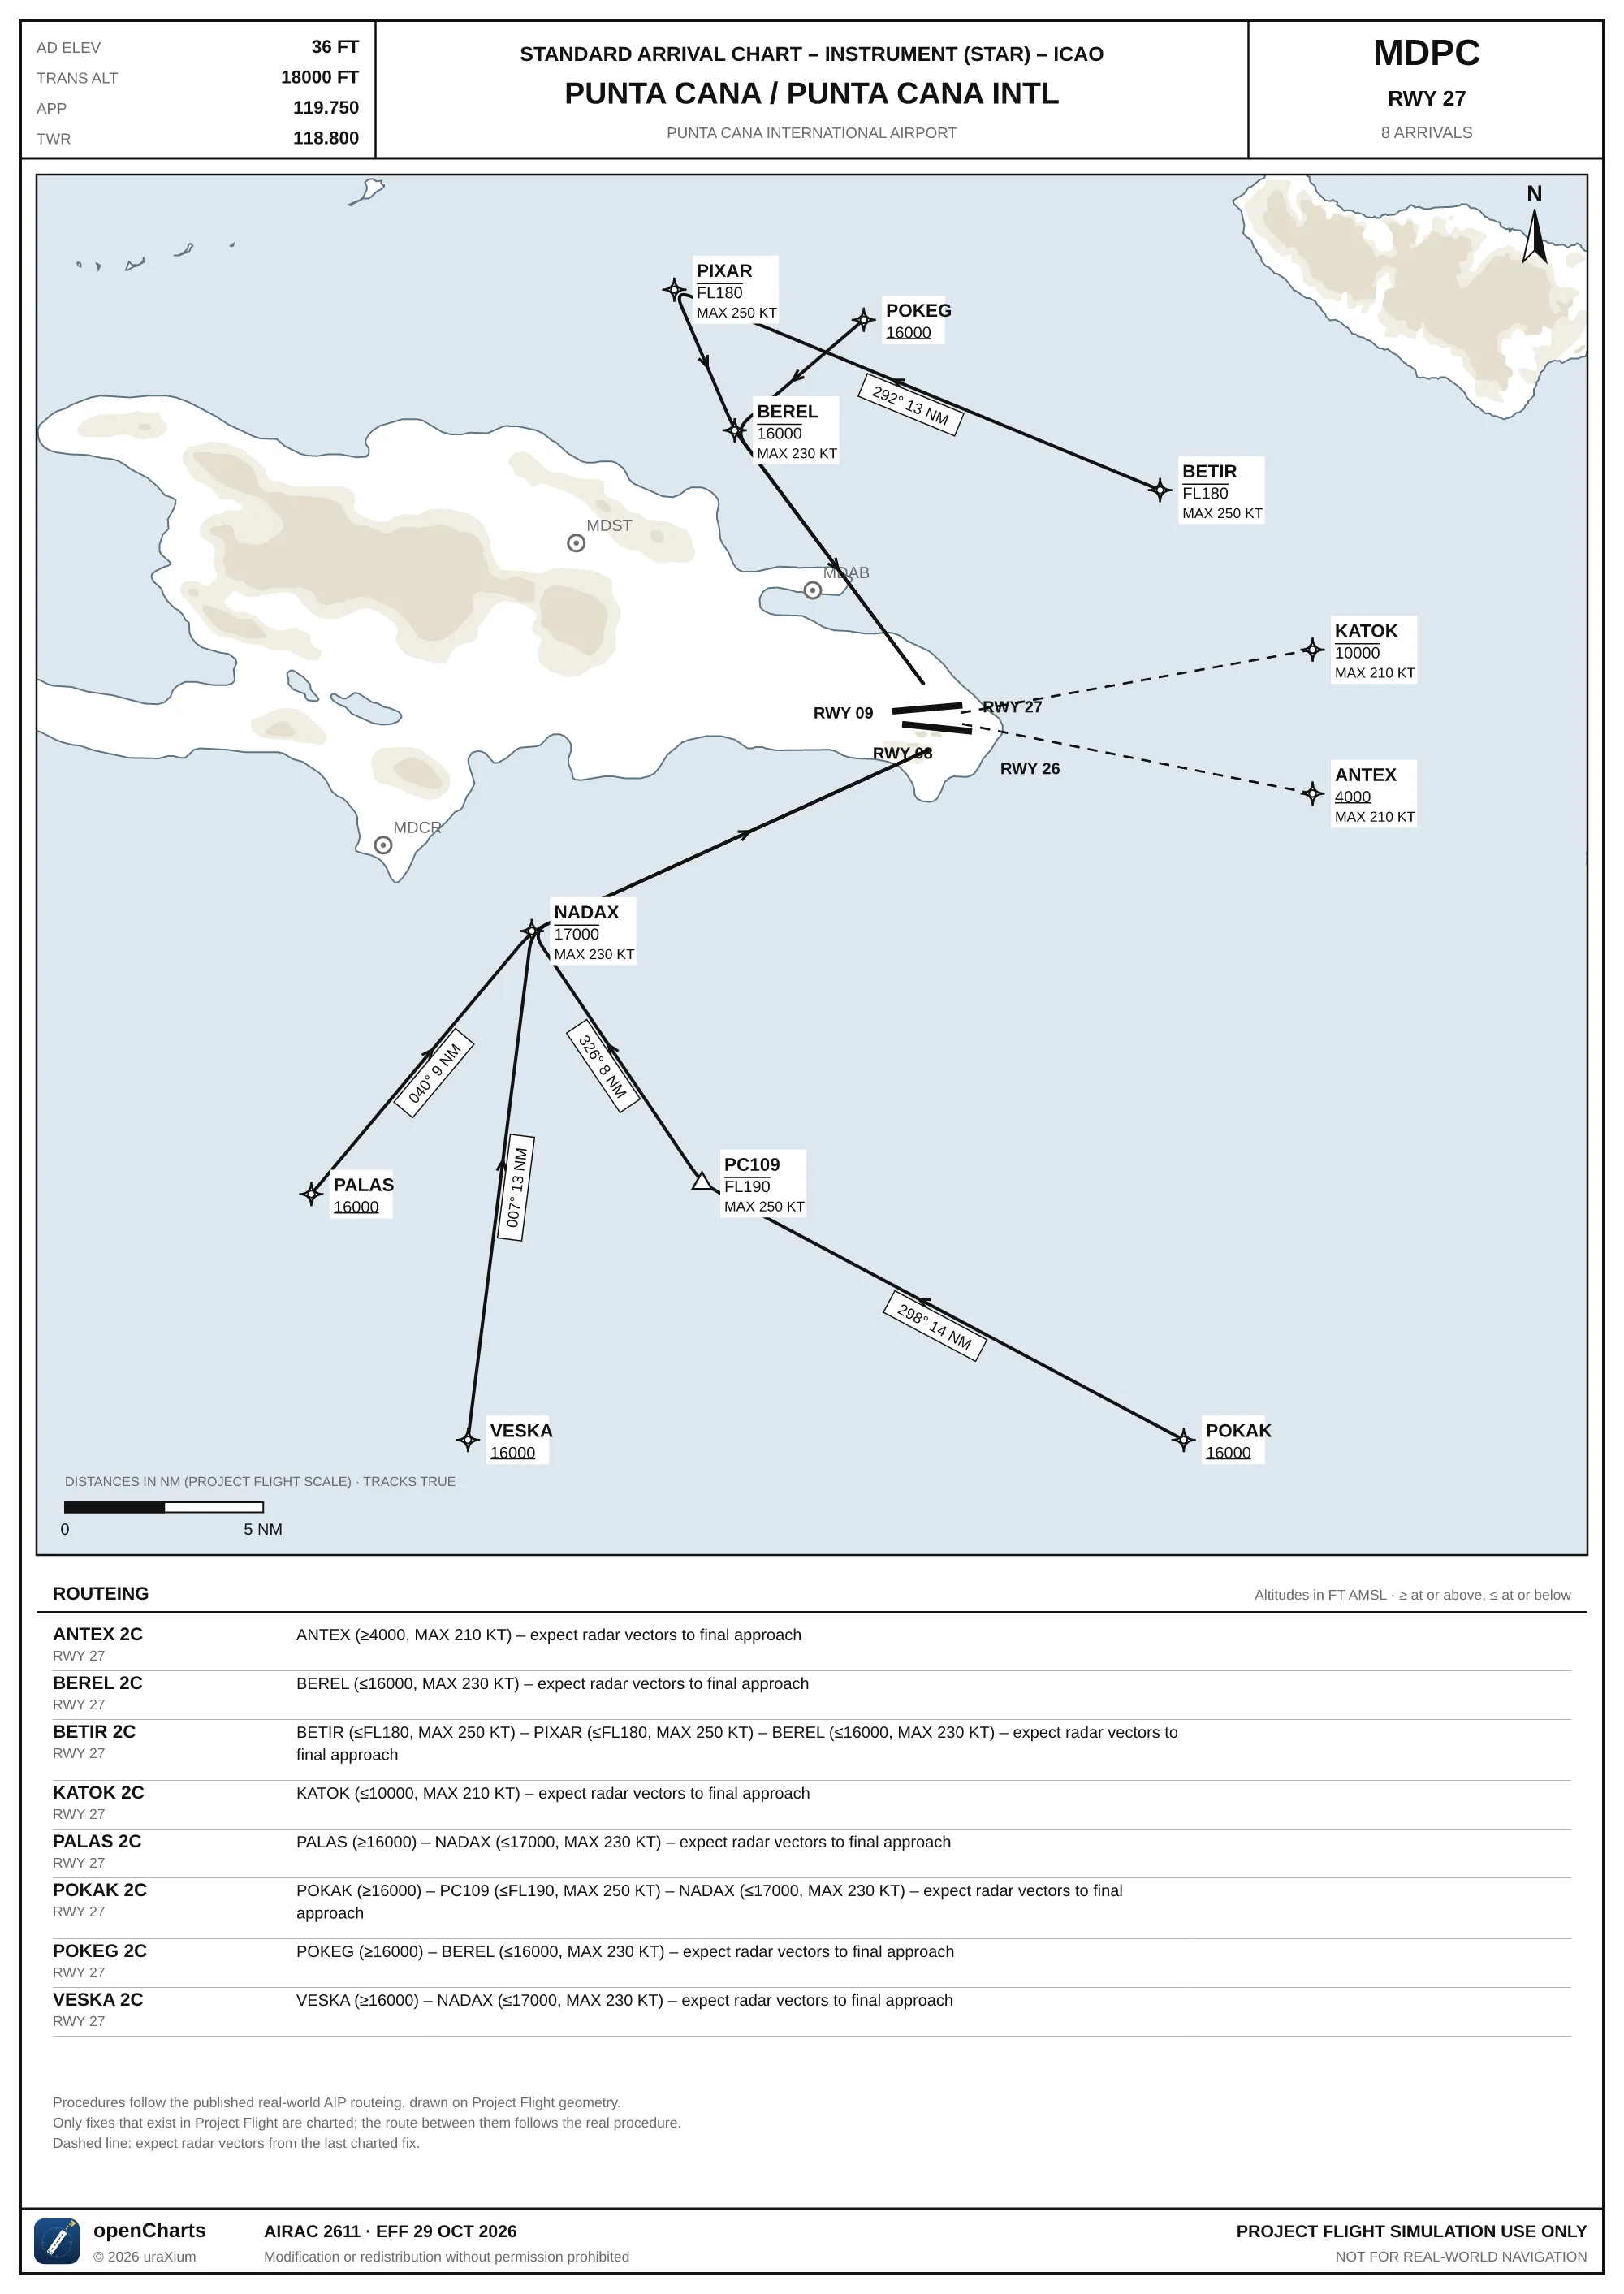 AD ELEV 36 FT
TRANS ALT 18000 FT
APP 119.750
TWR 118.800
STANDARD ARRIVAL CHART – INSTRUMENT (STAR) – ICAO
PUNTA CANA / PUNTA CANA INTL
PUNTA CANA INTERNATIONAL AIRPORT
MDPC
RWY 27
8 ARRIVALS
N
PIXAR
FL180
MAX 250 KT
POKEG
16000
292° 13 NM
BEREL
16000
MAX 230 KT
BETIR
FL180
MAX 250 KT
MDST
MDAB
KATOK
10000
MAX 210 KT
RWY 09
RWY 27
RWY 08
RWY 26
ANTEX
4000
MAX 210 KT
MDCR
NADAX
17000
MAX 230 KT
040° 9 NM
326° 8 NM
007° 13 NM
PC109
FL190
MAX 250 KT
PALAS
16000
298° 14 NM
VESKA
16000
POKAK
16000
DISTANCES IN NM (PROJECT FLIGHT SCALE) · TRACKS TRUE
0 5 NM
ROUTEING
Altitudes in FT AMSL · ≥ at or above, ≤ at or below
ANTEX 2C ANTEX (≥4000, MAX 210 KT) – expect radar vectors to final approach
RWY 27
BEREL 2C BEREL (≤16000, MAX 230 KT) – expect radar vectors to final approach
RWY 27
BETIR 2C BETIR (≤FL180, MAX 250 KT) – PIXAR (≤FL180, MAX 250 KT) – BEREL (≤16000, MAX 230 KT) – expect radar vectors to
RWY 27 final approach
KATOK 2C KATOK (≤10000, MAX 210 KT) – expect radar vectors to final approach
RWY 27
PALAS 2C PALAS (≥16000) – NADAX (≤17000, MAX 230 KT) – expect radar vectors to final approach
RWY 27
POKAK 2C POKAK (≥16000) – PC109 (≤FL190, MAX 250 KT) – NADAX (≤17000, MAX 230 KT) – expect radar vectors to final
RWY 27 approach
POKEG 2C POKEG (≥16000) – BEREL (≤16000, MAX 230 KT) – expect radar vectors to final approach
RWY 27
VESKA 2C VESKA (≥16000) – NADAX (≤17000, MAX 230 KT) – expect radar vectors to final approach
RWY 27
Procedures follow the published real-world AIP routeing, drawn on Project Flight geometry.
Only fixes that exist in Project Flight are charted; the route between them follows the real procedure.
Dashed line: expect radar vectors from the last charted fix.
openCharts
© 2026 uraXium
AIRAC 2611 · EFF 29 OCT 2026
Modification or redistribution without permission prohibited
PROJECT FLIGHT SIMULATION USE ONLY
NOT FOR REAL-WORLD NAVIGATION